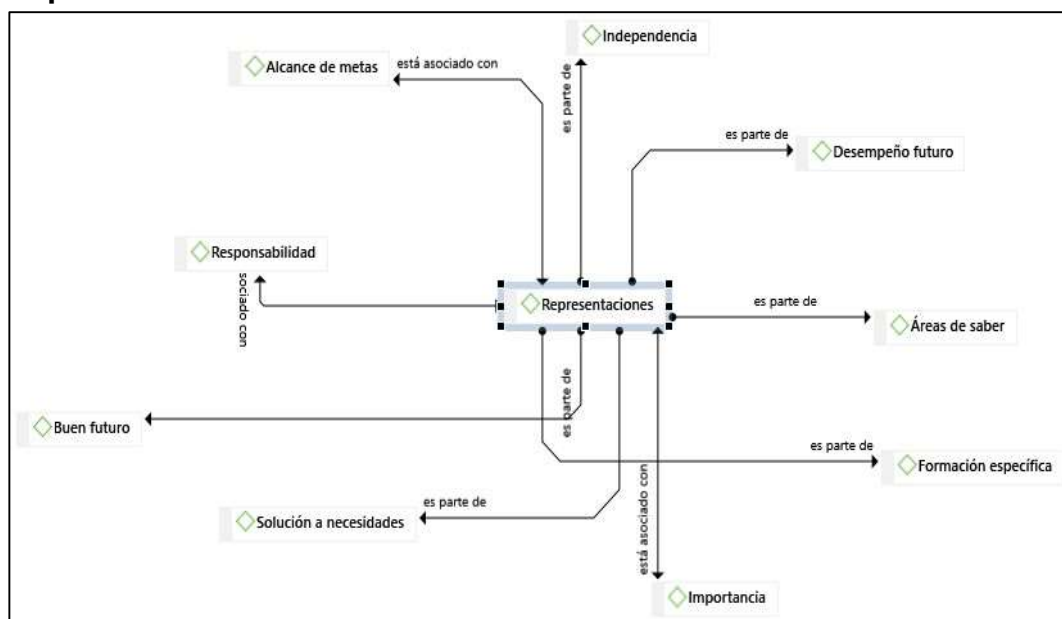 Independencia
Alcance de metas
está asociado con
es parte de
es parte de
Desempeño futuro
Responsabilidad
sociado con
Representaciones
es parte de
Áreas de saber
es parte de
Buen futuro
es parte de
Formación específica
está asociado con
es parte de
Solución a necesidades
Importancia